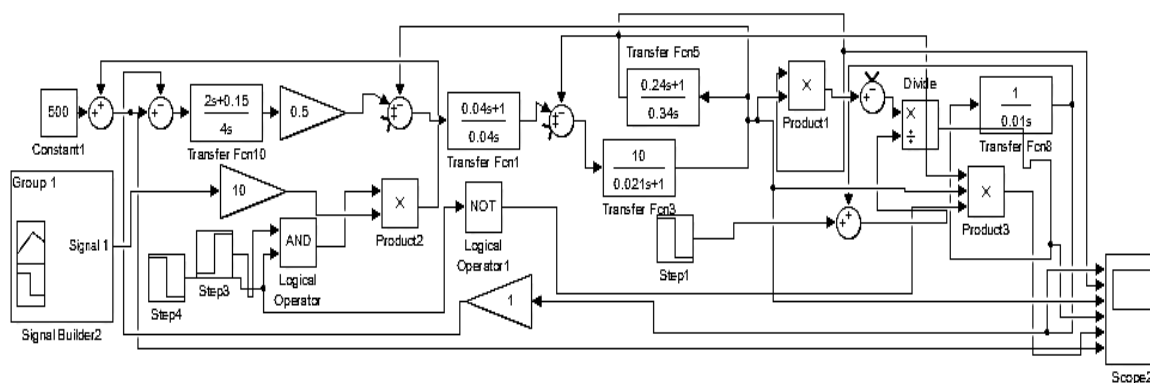 500
Constant1
2s+0.15
4s
Transfer Fcn10
0.5
0.04s+1
0.04s
Transfer Fcn1
Transfer Fcn5
0.24s+1
0.34s
10
0.021s+1
Transfer Fcn3
Product1
Divide
1
0.01s
Transfer Fcn8
Group 1
Signal 1
Signal Builder2
10
Product2
AND
Logical
Operator
NOT
Logical
Operator1
Step4
Step3
Step1
Product3
1
Scope2